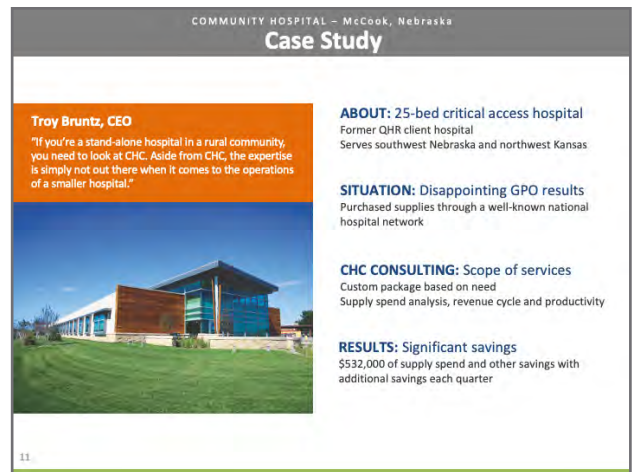 COMMUNITY HOSPITAL – McCook, Nebraska
Case Study
Troy Bruntz, CEO
"If you're a stand-alone hospital in a rural community,
you need to look at CHC. Aside from CHC, the expertise
is simply not out there when it comes to the operations
of a smaller hospital."
ABOUT: 25-bed critical access hospital
Former QHR client hospital
Serves southwest Nebraska and northwest Kansas
SITUATION: Disappointing GPO results
Purchased supplies through a well-known national
hospital network
CHC CONSULTING: Scope of services
Custom package based on need
Supply spend analysis, revenue cycle and productivity
RESULTS: Significant savings
$532,000 of supply spend and other savings with
additional savings each quarter
11